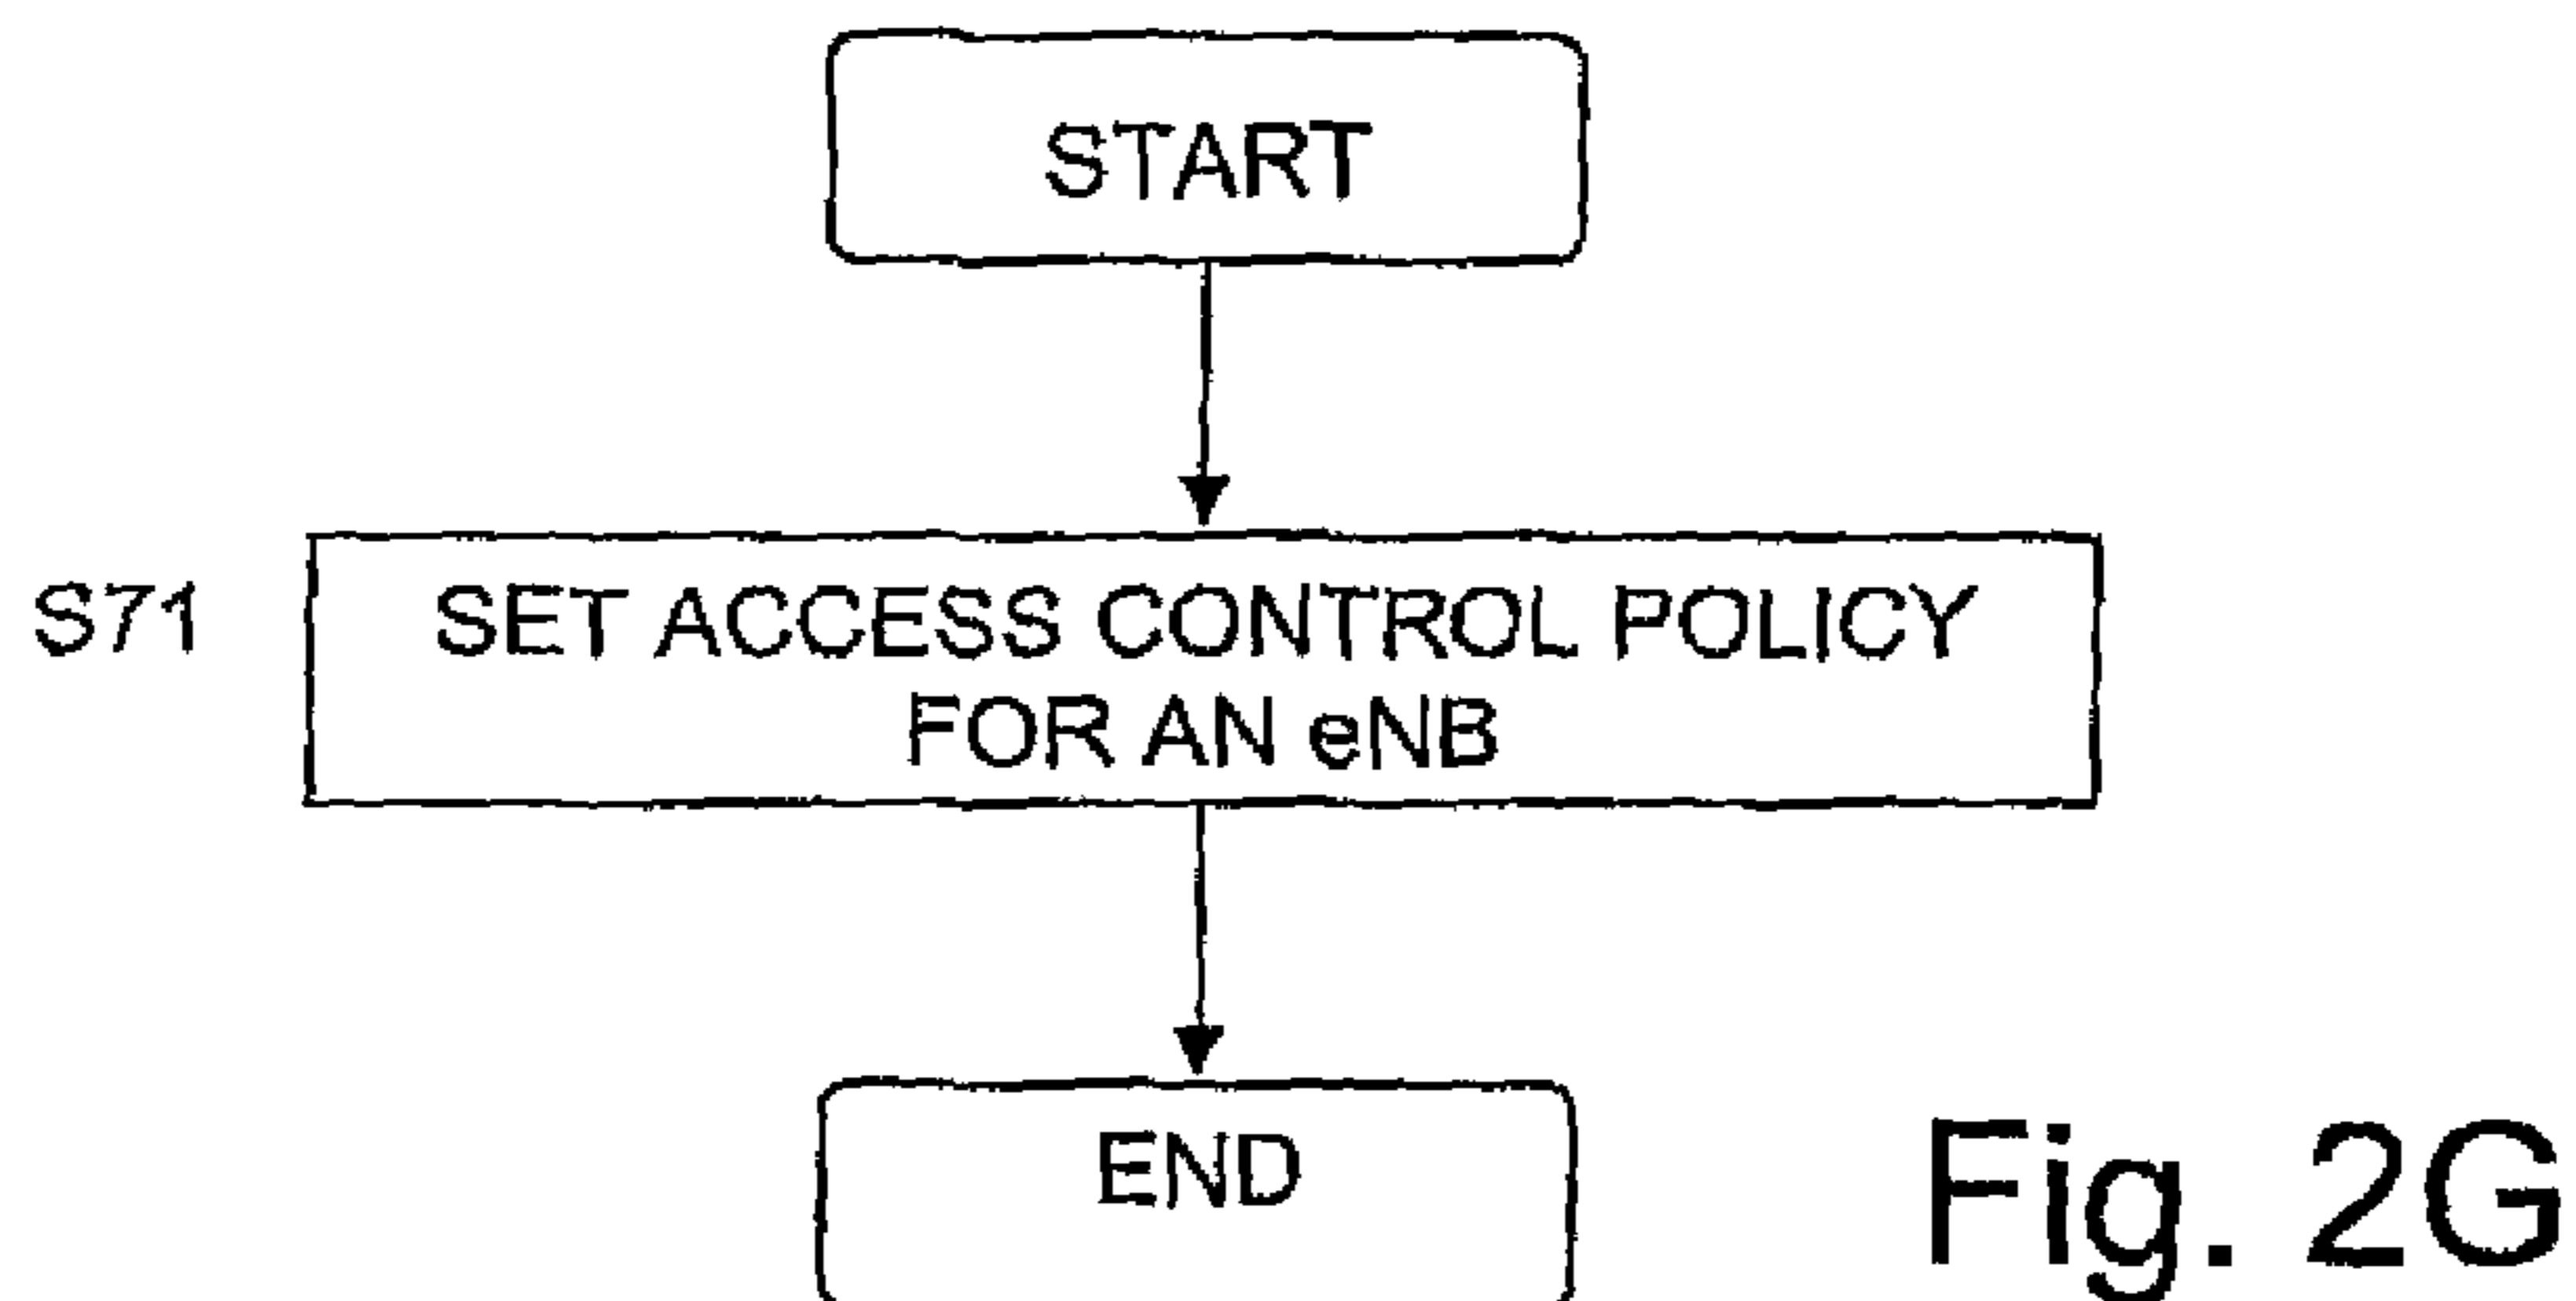 START
S71
SET ACCESS CONTROL POLICY
FOR AN eNB
END
Fig. 2G